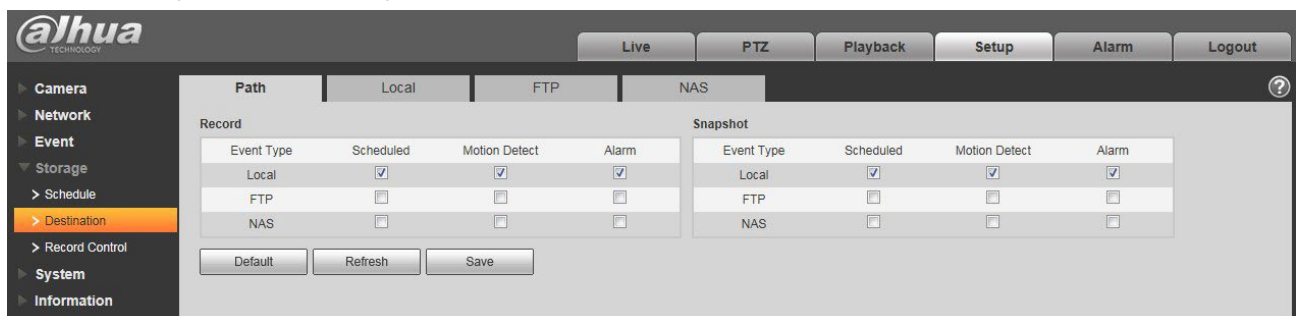 alhua
TECHNOLOGY
Live PTZ Playback Setup Alarm Logout
Camera
Network
Event
Storage
> Schedule
> Destination
> Record Control
System
Information
Path Local FTP NAS
?
Record
Event Type Scheduled Motion Detect Alarm
Local
FTP
NAS
Snapshot
Event Type Scheduled Motion Detect Alarm
Local
FTP
NAS
Default Refresh Save